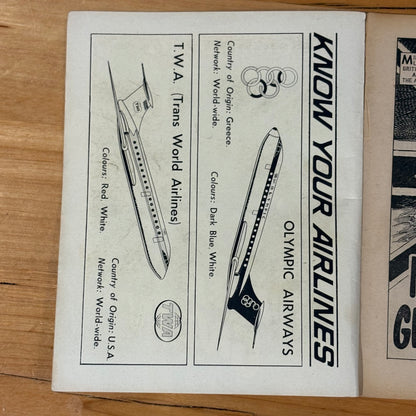 KNOW YOUR AIRLINES
OLYMPIC AIRWAYS
Country of Origin: Greece.
Network: World-wide.
Colours: Dark Blue, White.
T.W.A. (Trans World Airlines)
Colours: Red, White.
Country of Origin: U.S.A.
Network: World-wide.
TWA